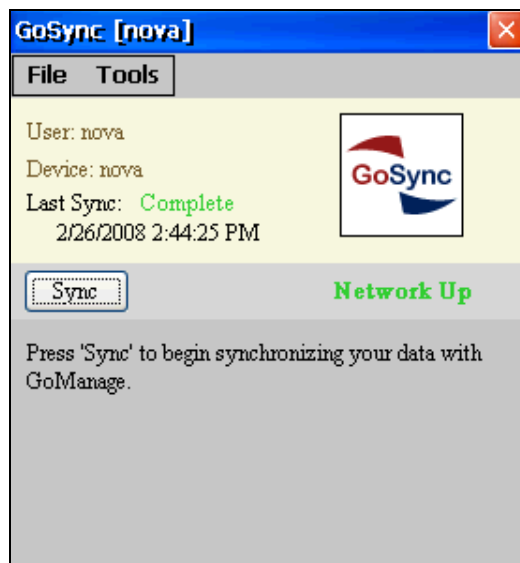 GoSync [nova]
File Tools
User: nova
Device: nova
Last Sync: Complete
2/26/2008 2:44:25 PM
GoSync
Sync
Network Up
Press 'Sync' to begin synchronizing your data with
GoManage.